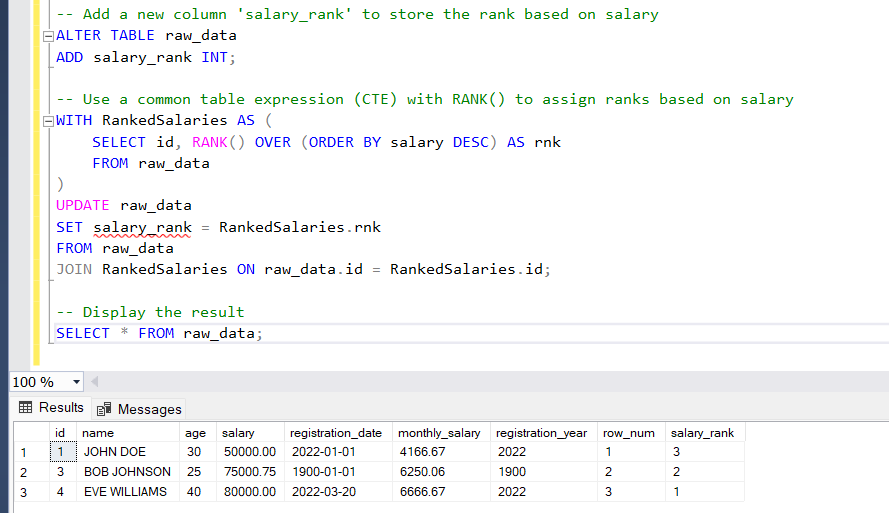 -- Add a new column 'salary_rank' to store the rank based on salary
ALTER TABLE raw_data
ADD salary_rank INT;
-- Use a common table expression (CTE) with RANK() to assign ranks based on salary
WITH RankedSalaries AS (
SELECT id, RANK() OVER (ORDER BY salary DESC) AS rnk
FROM raw_data
)
UPDATE raw_data
SET salary_rank = RankedSalaries.rnk
FROM raw_data
JOIN RankedSalaries ON raw_data.id = RankedSalaries.id;
-- Display the result
SELECT * FROM raw_data;
100 %
Results Messages
id name age salary registration_date monthly_salary registration_year row_num salary_rank
1 1 JOHN DOE 30 50000.00 2022-01-01 4166.67 2022 1 3
2 3 BOB JOHNSON 25 75000.75 1900-01-01 6250.06 1900 2 2
3 4 EVE WILLIAMS 40 80000.00 2022-03-20 6666.67 2022 3 1